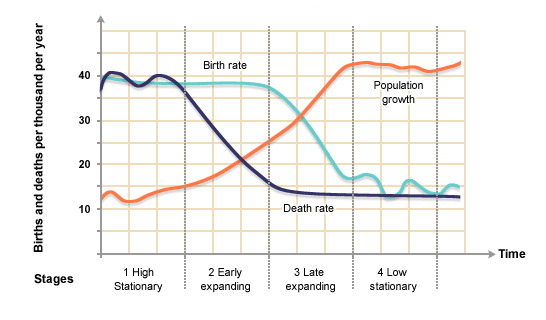 Births and deaths per thousand per year
40
30
20
10
Birth rate
Population
growth
Death rate
Time
Stages
1 High
Stationary
2 Early
expanding
3 Late
expanding
4 Low
stationary